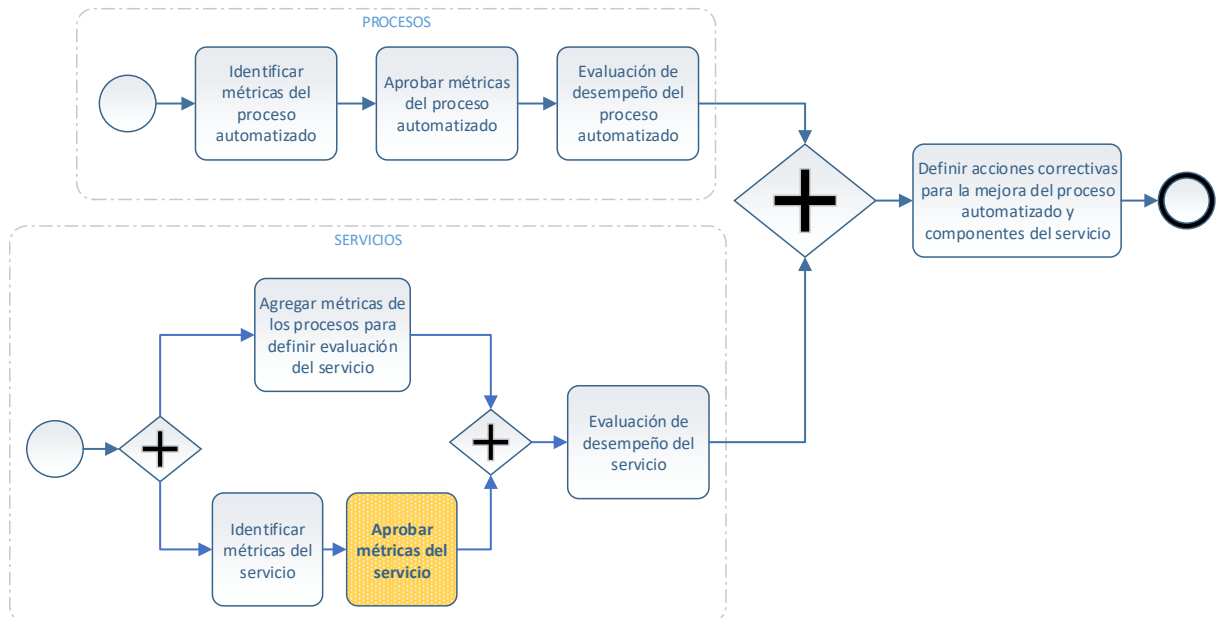 PROCESOS
Identificar
métricas del
proceso
automatizado
Aprobar métricas
del proceso
automatizado
Evaluación de
desempeño del
proceso
automatizado
Definir acciones correctivas
para la mejora del proceso
automatizado y
componentes del servicio
SERVICIOS
Agregar métricas de
los procesos para
definir evaluación
del servicio
Evaluación de
desempeño del
servicio
Identificar
métricas del
servicio
Aprobar
métricas del
servicio